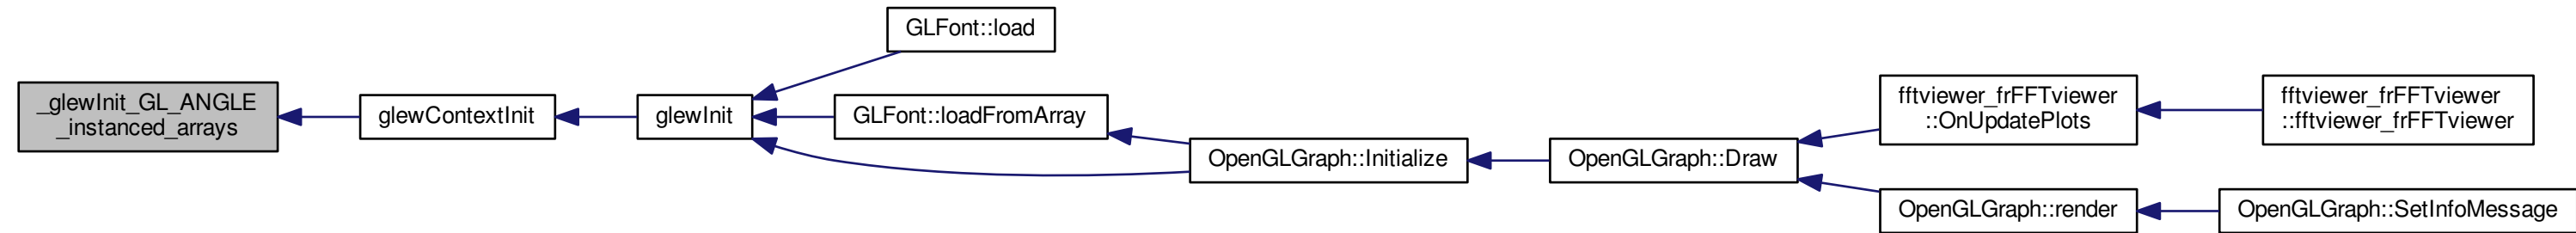 _glewInit_GL_ANGLE
_instanced_arrays
glewContextInit
glewInit
GLFont::load
GLFont::loadFromArray
OpenGLGraph::Initialize
OpenGLGraph::Draw
fftviewer_frFFTviewer
::OnUpdatePlots
fftviewer_frFFTviewer
::fftviewer_frFFTviewer
OpenGLGraph::render
OpenGLGraph::SetInfoMessage